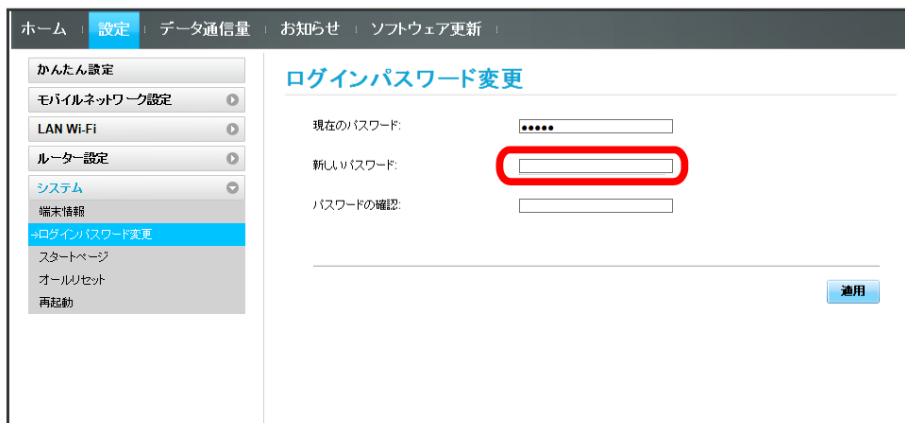 ホーム 設定 データ通信量 お知らせ ソフトウェア更新
かんたん設定
モバイルネットワーク設定
LAN Wi-Fi
ルーター設定
システム
端末情報
→ログインパスワード変更
スタートページ
オールリセット
再起動
ログインパスワード変更
現在のパスワード: •••••
新しいパスワード:
パスワードの確認:
適用